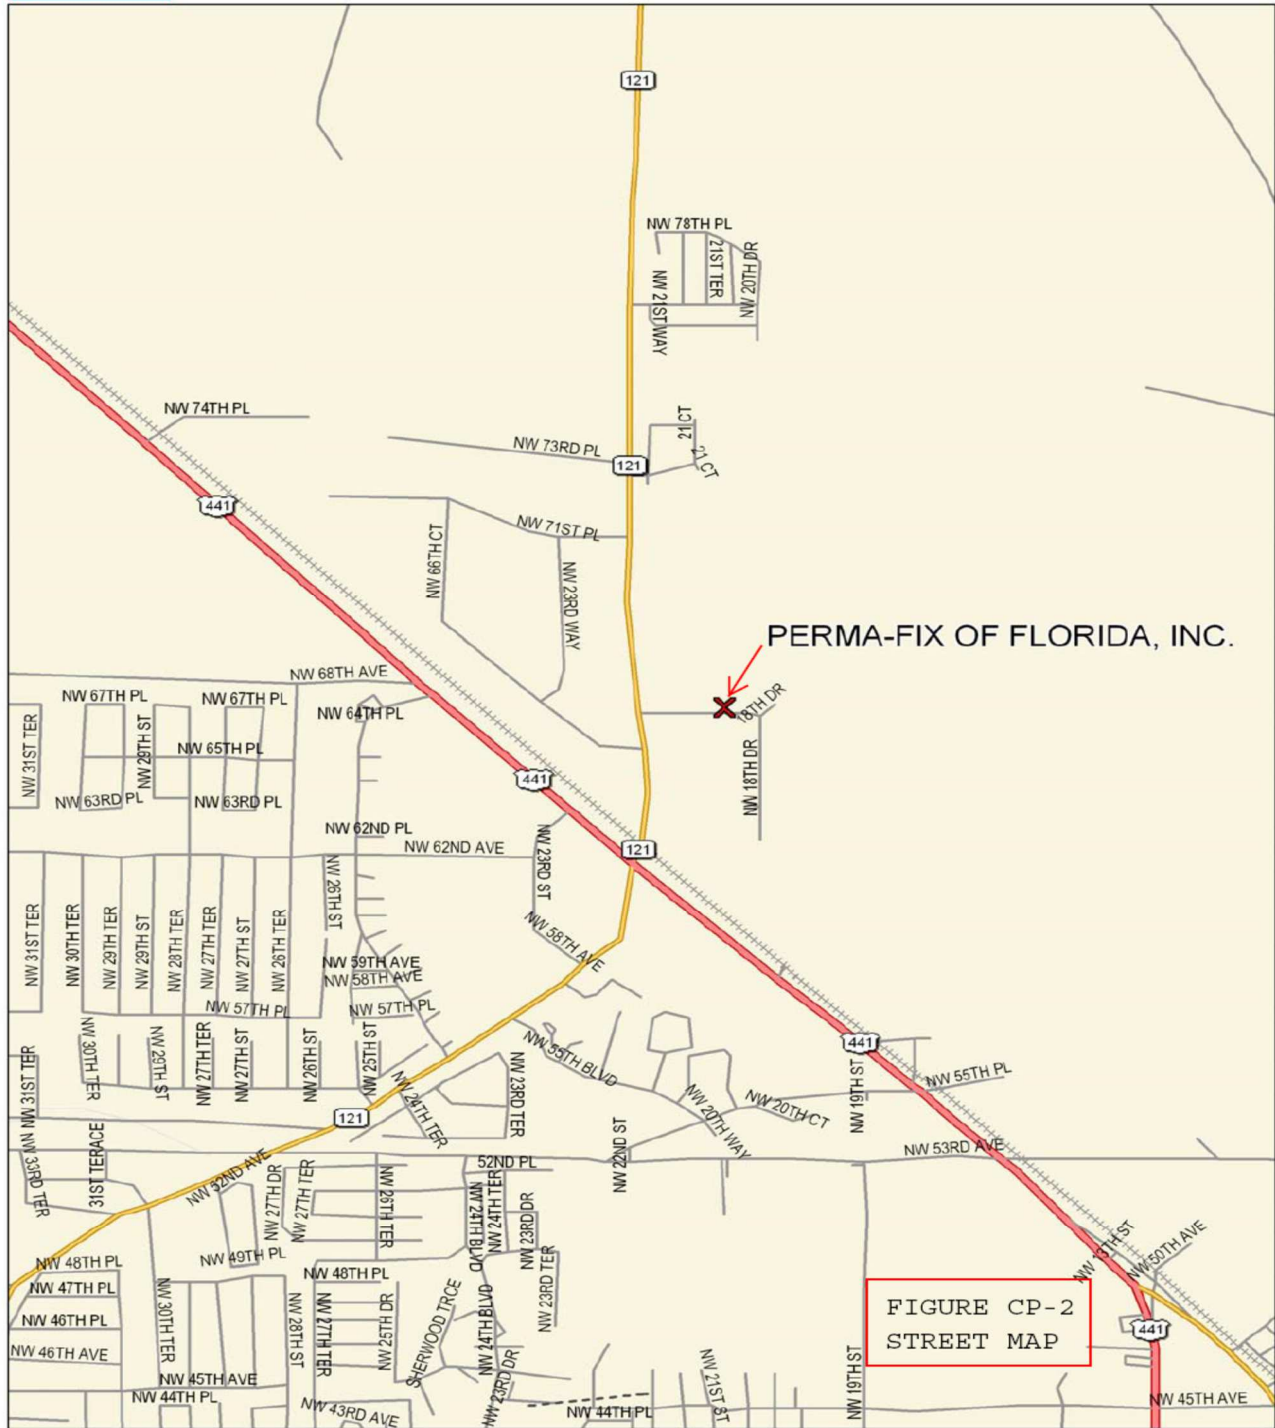 121
NW 78TH PL
21ST TER
NW 20TH DR
NW 21ST WAY
NW 74TH PL
21 CT
NW 73RD PL
121
21 CT
441
NW 71ST PL
NW 66TH CT
NW 23RD WAY
PERMA-FIX OF FLORIDA, INC.
NW 68TH AVE
NW 67TH PL
NW 67TH PL
NW 64TH PL
18TH DR
NW 31ST TER
NW 29TH ST
NW 65TH PL
441
NW 18TH DR
NW 63RD PL
NW 63RD PL
NW 62ND PL
NW 62ND AVE
NW 23RD ST
121
NW 26TH ST
NW 31ST TER
NW 30TH TER
NW 29TH TER
NW 29TH ST
NW 28TH TER
NW 27TH TER
NW 27TH ST
NW 26TH TER
NW 58TH AVE
NW 59TH AVE
NW 58TH AVE
NW 57TH PL
NW 57TH PL
NW 31ST TER
NW 30TH TER
NW 29TH ST
NW 27TH TER
NW 27TH ST
NW 26TH ST
NW 25TH ST
NW 55TH BLVD
441
NW 24TH TER
NW 23RD TER
NW 20TH WAY
NW 20TH CT
NW 19TH ST
NW 55TH PL
121
NW 33RD TER
31ST TERACE
NW 52ND AVE
52ND PL
NW 22ND ST
NW 53RD AVE
NW 27TH DR
NW 27TH TER
NW 26TH TER
NW 24TH BLVD
NW 24TH TER
NW 23RD DR
NW 49TH PL
NW 23RD TER
NW 13TH ST
NW 50TH AVE
NW 48TH PL
NW 47TH PL
NW 46TH PL
NW 46TH AVE
NW 30TH TER
NW 48TH PL
NW 28TH ST
NW 27TH TER
NW 25TH DR
SHERWOOD TRCE
NW 24TH BLVD
NW 23RD DR
FIGURE CP-2
STREET MAP
441
NW 45TH AVE
NW 44TH PL
NW 43RD AVE
NW 44TH PL
NW 21ST ST
NW 19TH ST
NW 45TH AVE